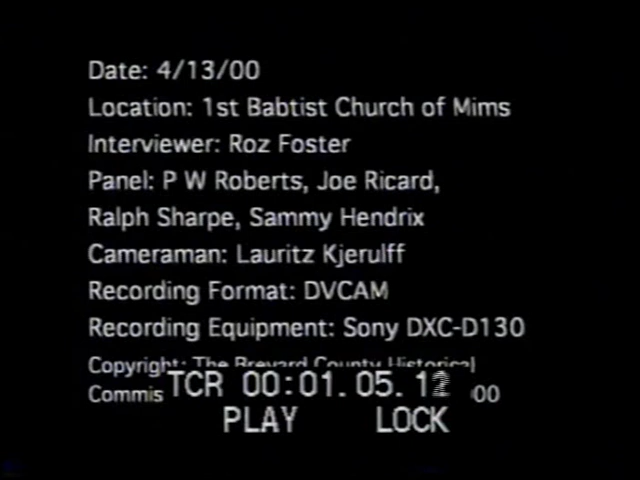 Date: 4/13/00
Location: 1st Babtist Church of Mims
Interviewer: Roz Foster
Panel: P W Roberts, Joe Ricard,
Ralph Sharpe, Sammy Hendrix
Cameraman: Lauritz Kjerulff
Recording Format: DVCAM
Recording Equipment: Sony DXC-D130
Copyright: The Brevard County Historical
Commis 00
TCR 00:01.05.12
PLAY LOCK